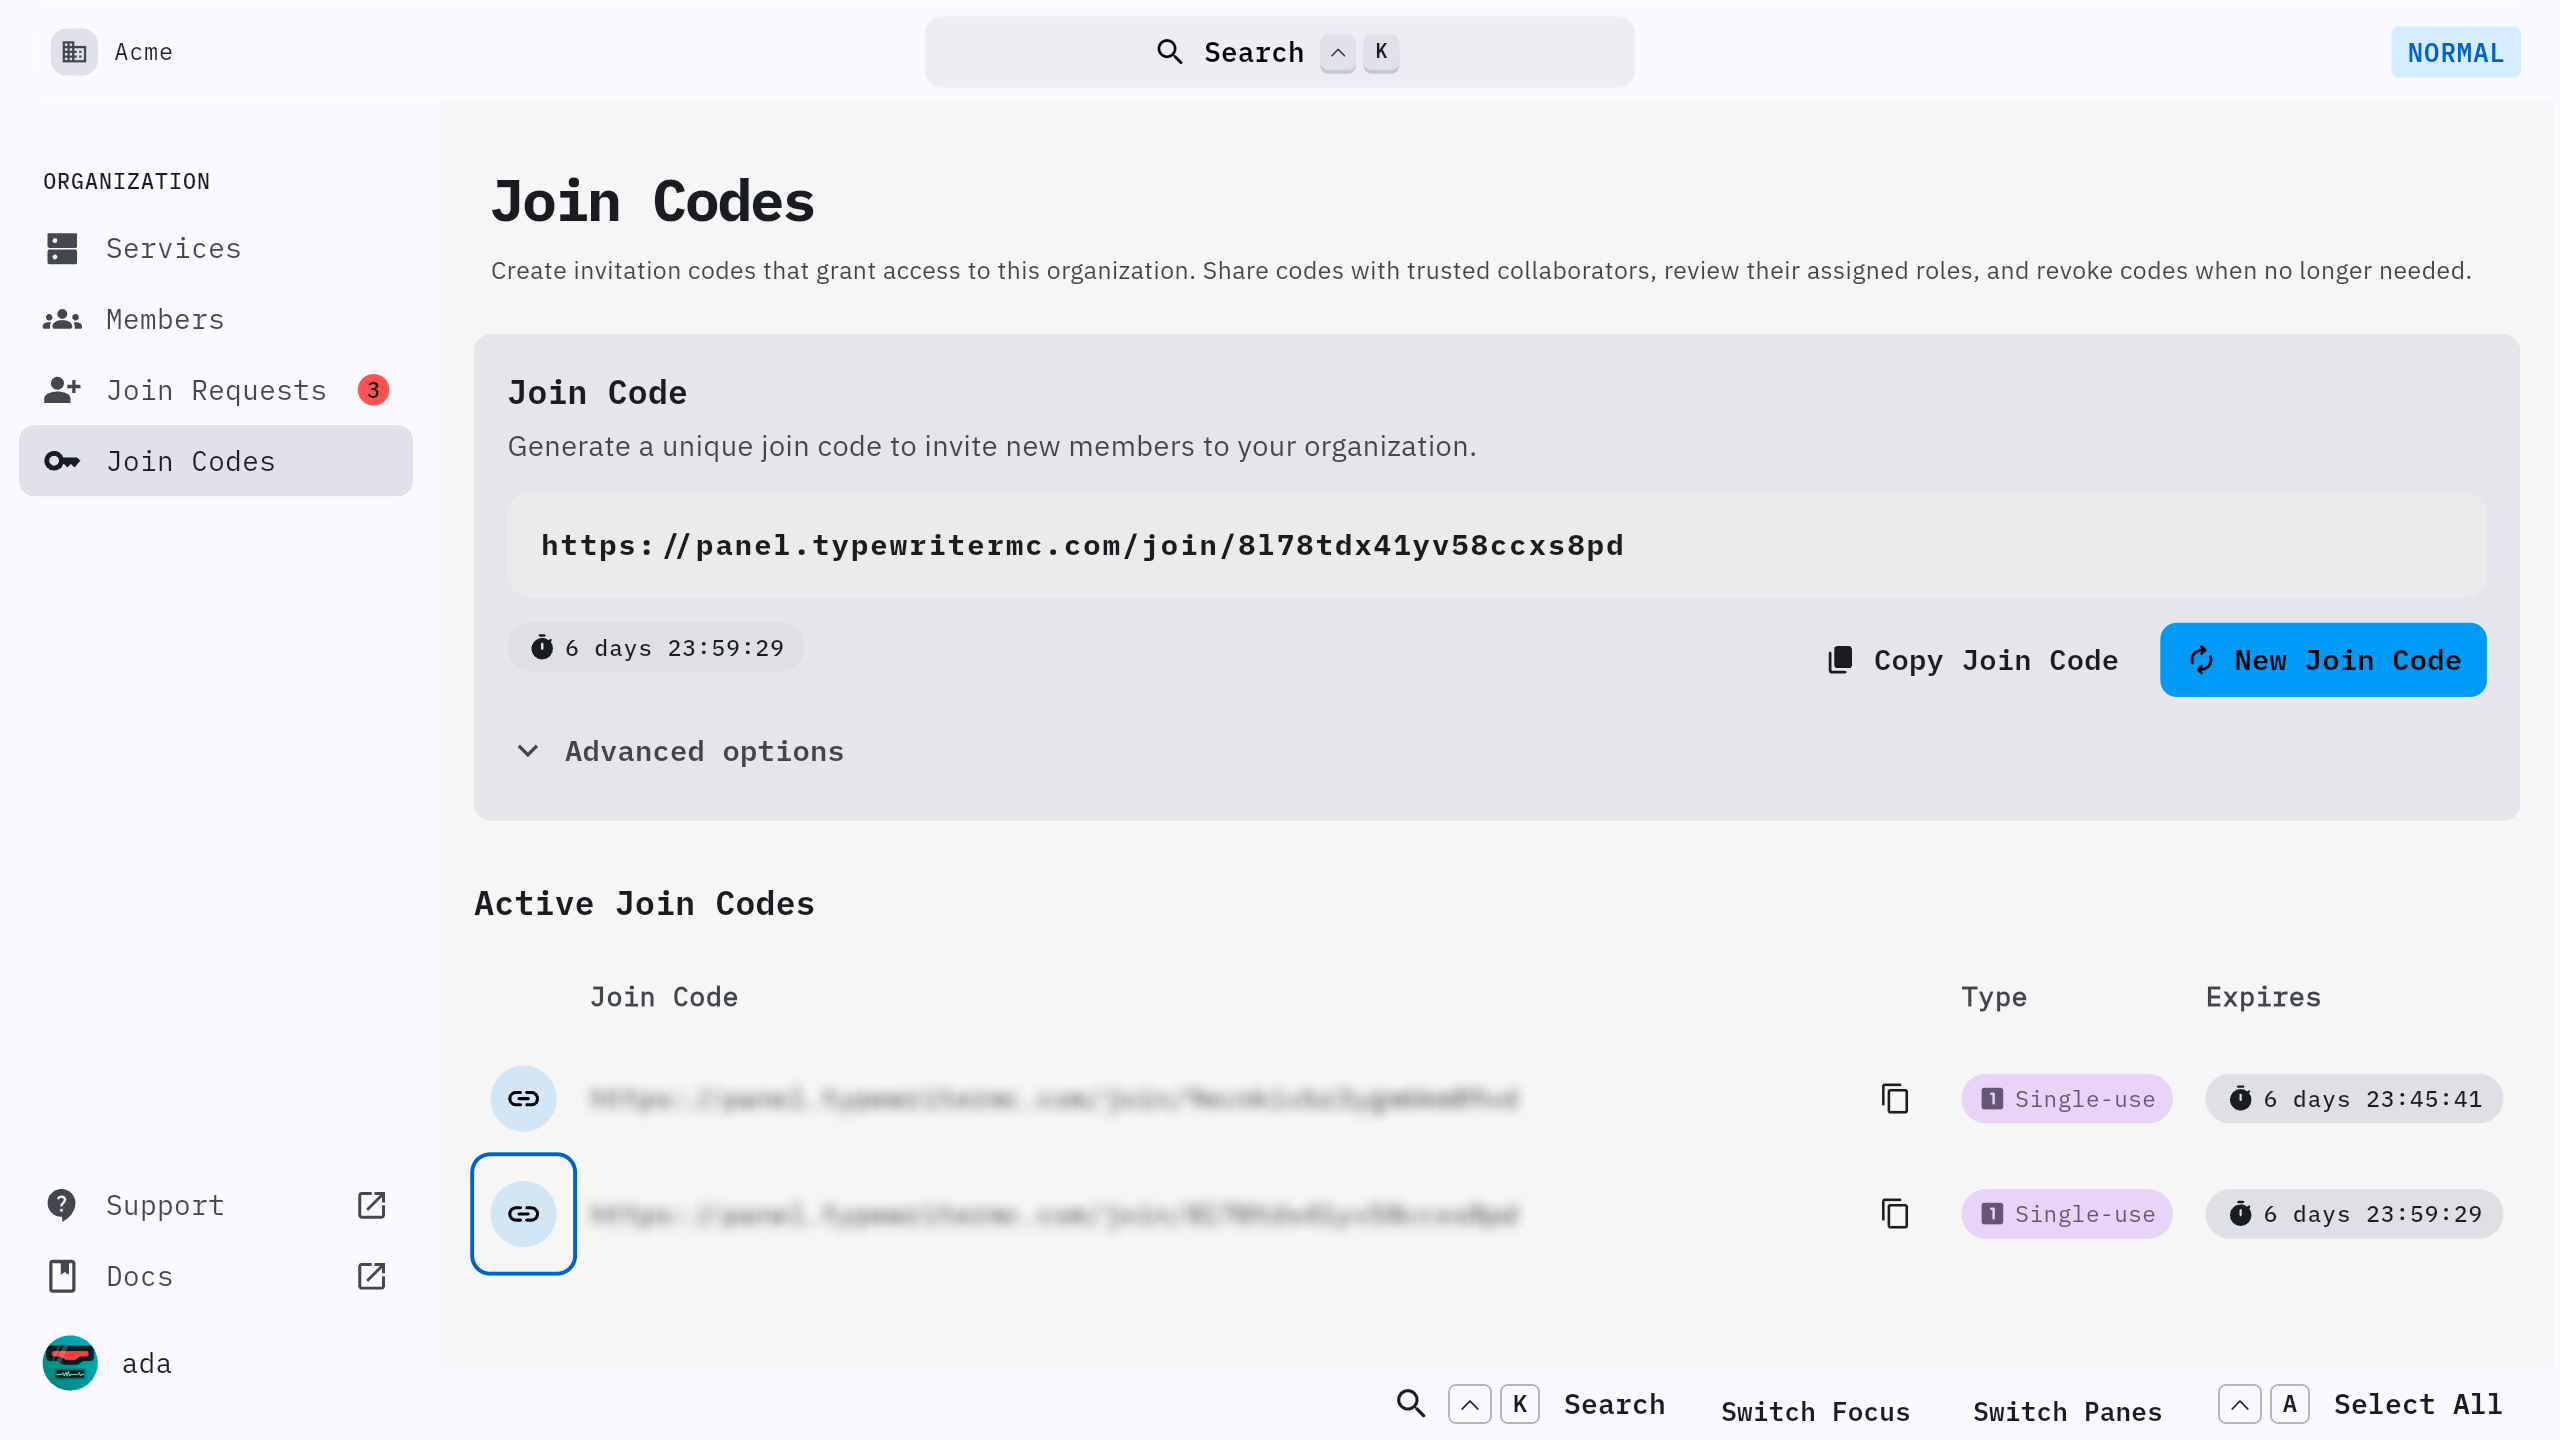 Acme
Search ^ K
NORMAL
ORGANIZATION
Services
Members
Join Requests 3
Join Codes
Support
Docs
ada
Join Codes
Create invitation codes that grant access to this organization. Share codes with trusted collaborators, review their assigned roles, and revoke codes when no longer needed.
Join Code
Generate a unique join code to invite new members to your organization.
https://panel.typewritermc.com/join/8l78tdx41yv58ccxs8pd
6 days 23:59:29
Copy Join Code
New Join Code
Advanced options
Active Join Codes
Join Code Type Expires
Single-use 6 days 23:45:41
Single-use 6 days 23:59:29
^ K Search Switch Focus Switch Panes ^ A Select All